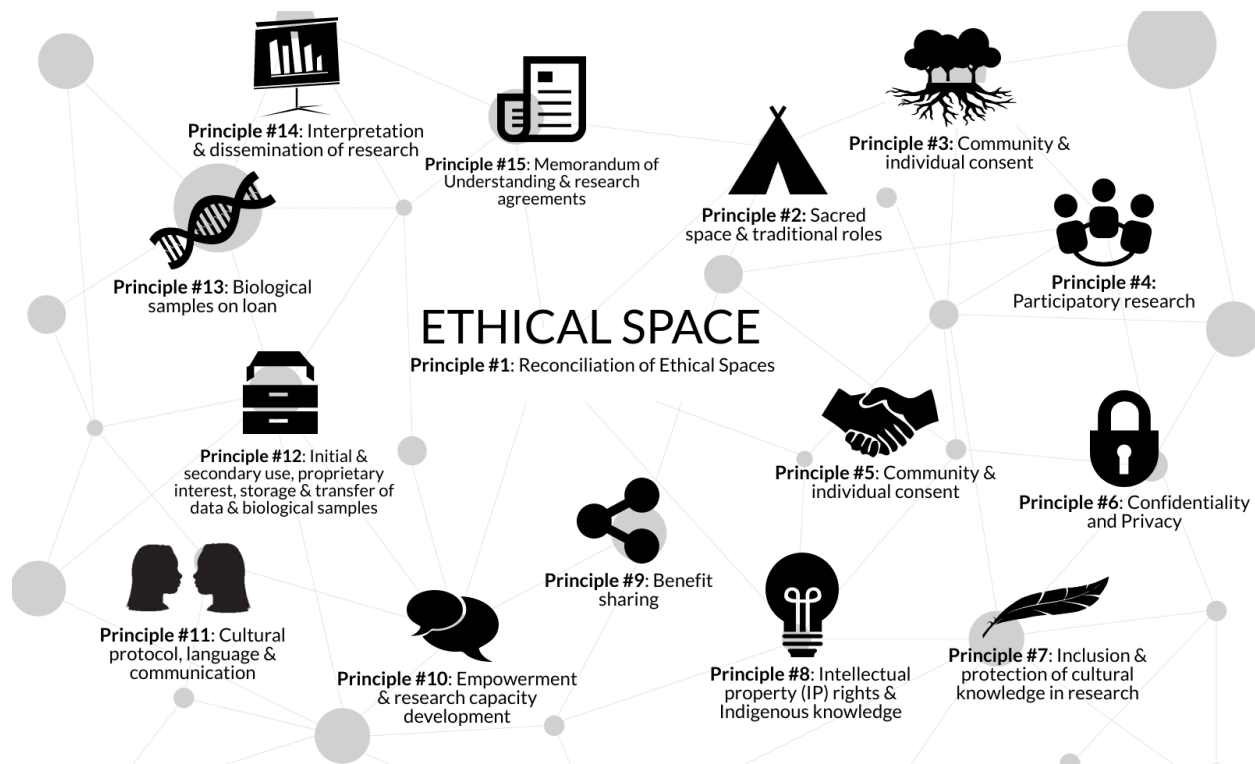 ETHICAL SPACE
Principle #1: Reconciliation of Ethical Spaces
Principle #2: Sacred
space & traditional roles
Principle #3: Community &
individual consent
Principle #4:
Participatory research
Principle #5: Community &
individual consent
Principle #6: Confidentiality
and Privacy
Principle #7: Inclusion &
protection of cultural
knowledge in research
Principle #8: Intellectual
property (IP) rights &
Indigenous knowledge
Principle #9: Benefit
sharing
Principle #10: Empowerment
& research capacity
development
Principle #11: Cultural
protocol, language &
communication
Principle #12: Initial &
secondary use, proprietary
interest, storage & transfer of
data & biological samples
Principle #13: Biological
samples on loan
Principle #14: Interpretation
& dissemination of research
Principle #15: Memorandum of
Understanding & research
agreements